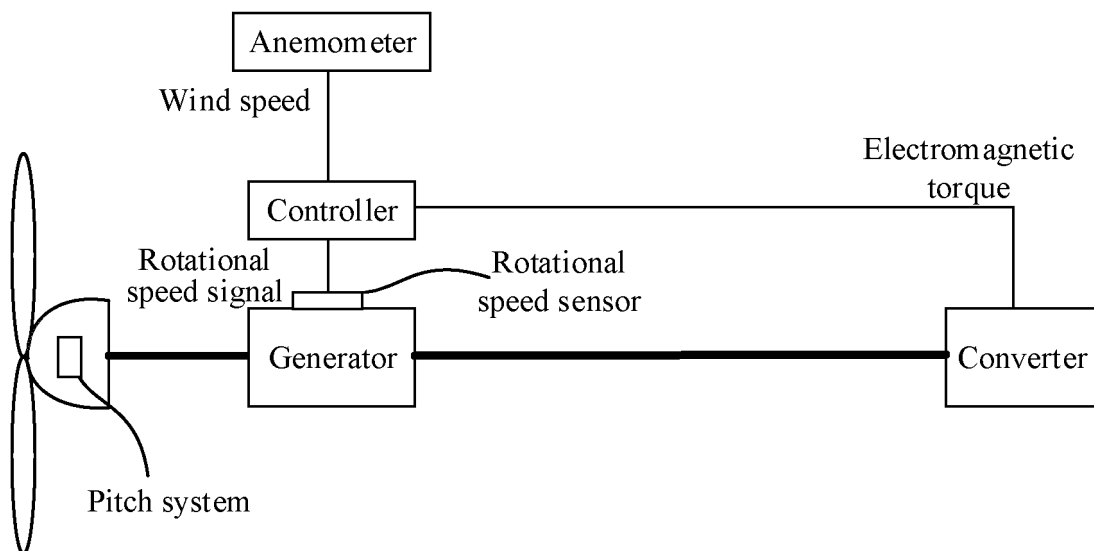 Anemometer
Wind speed
Electromagnetic
torque
Controller
Rotational
speed signal
Rotational
speed sensor
Generator
Converter
Pitch system